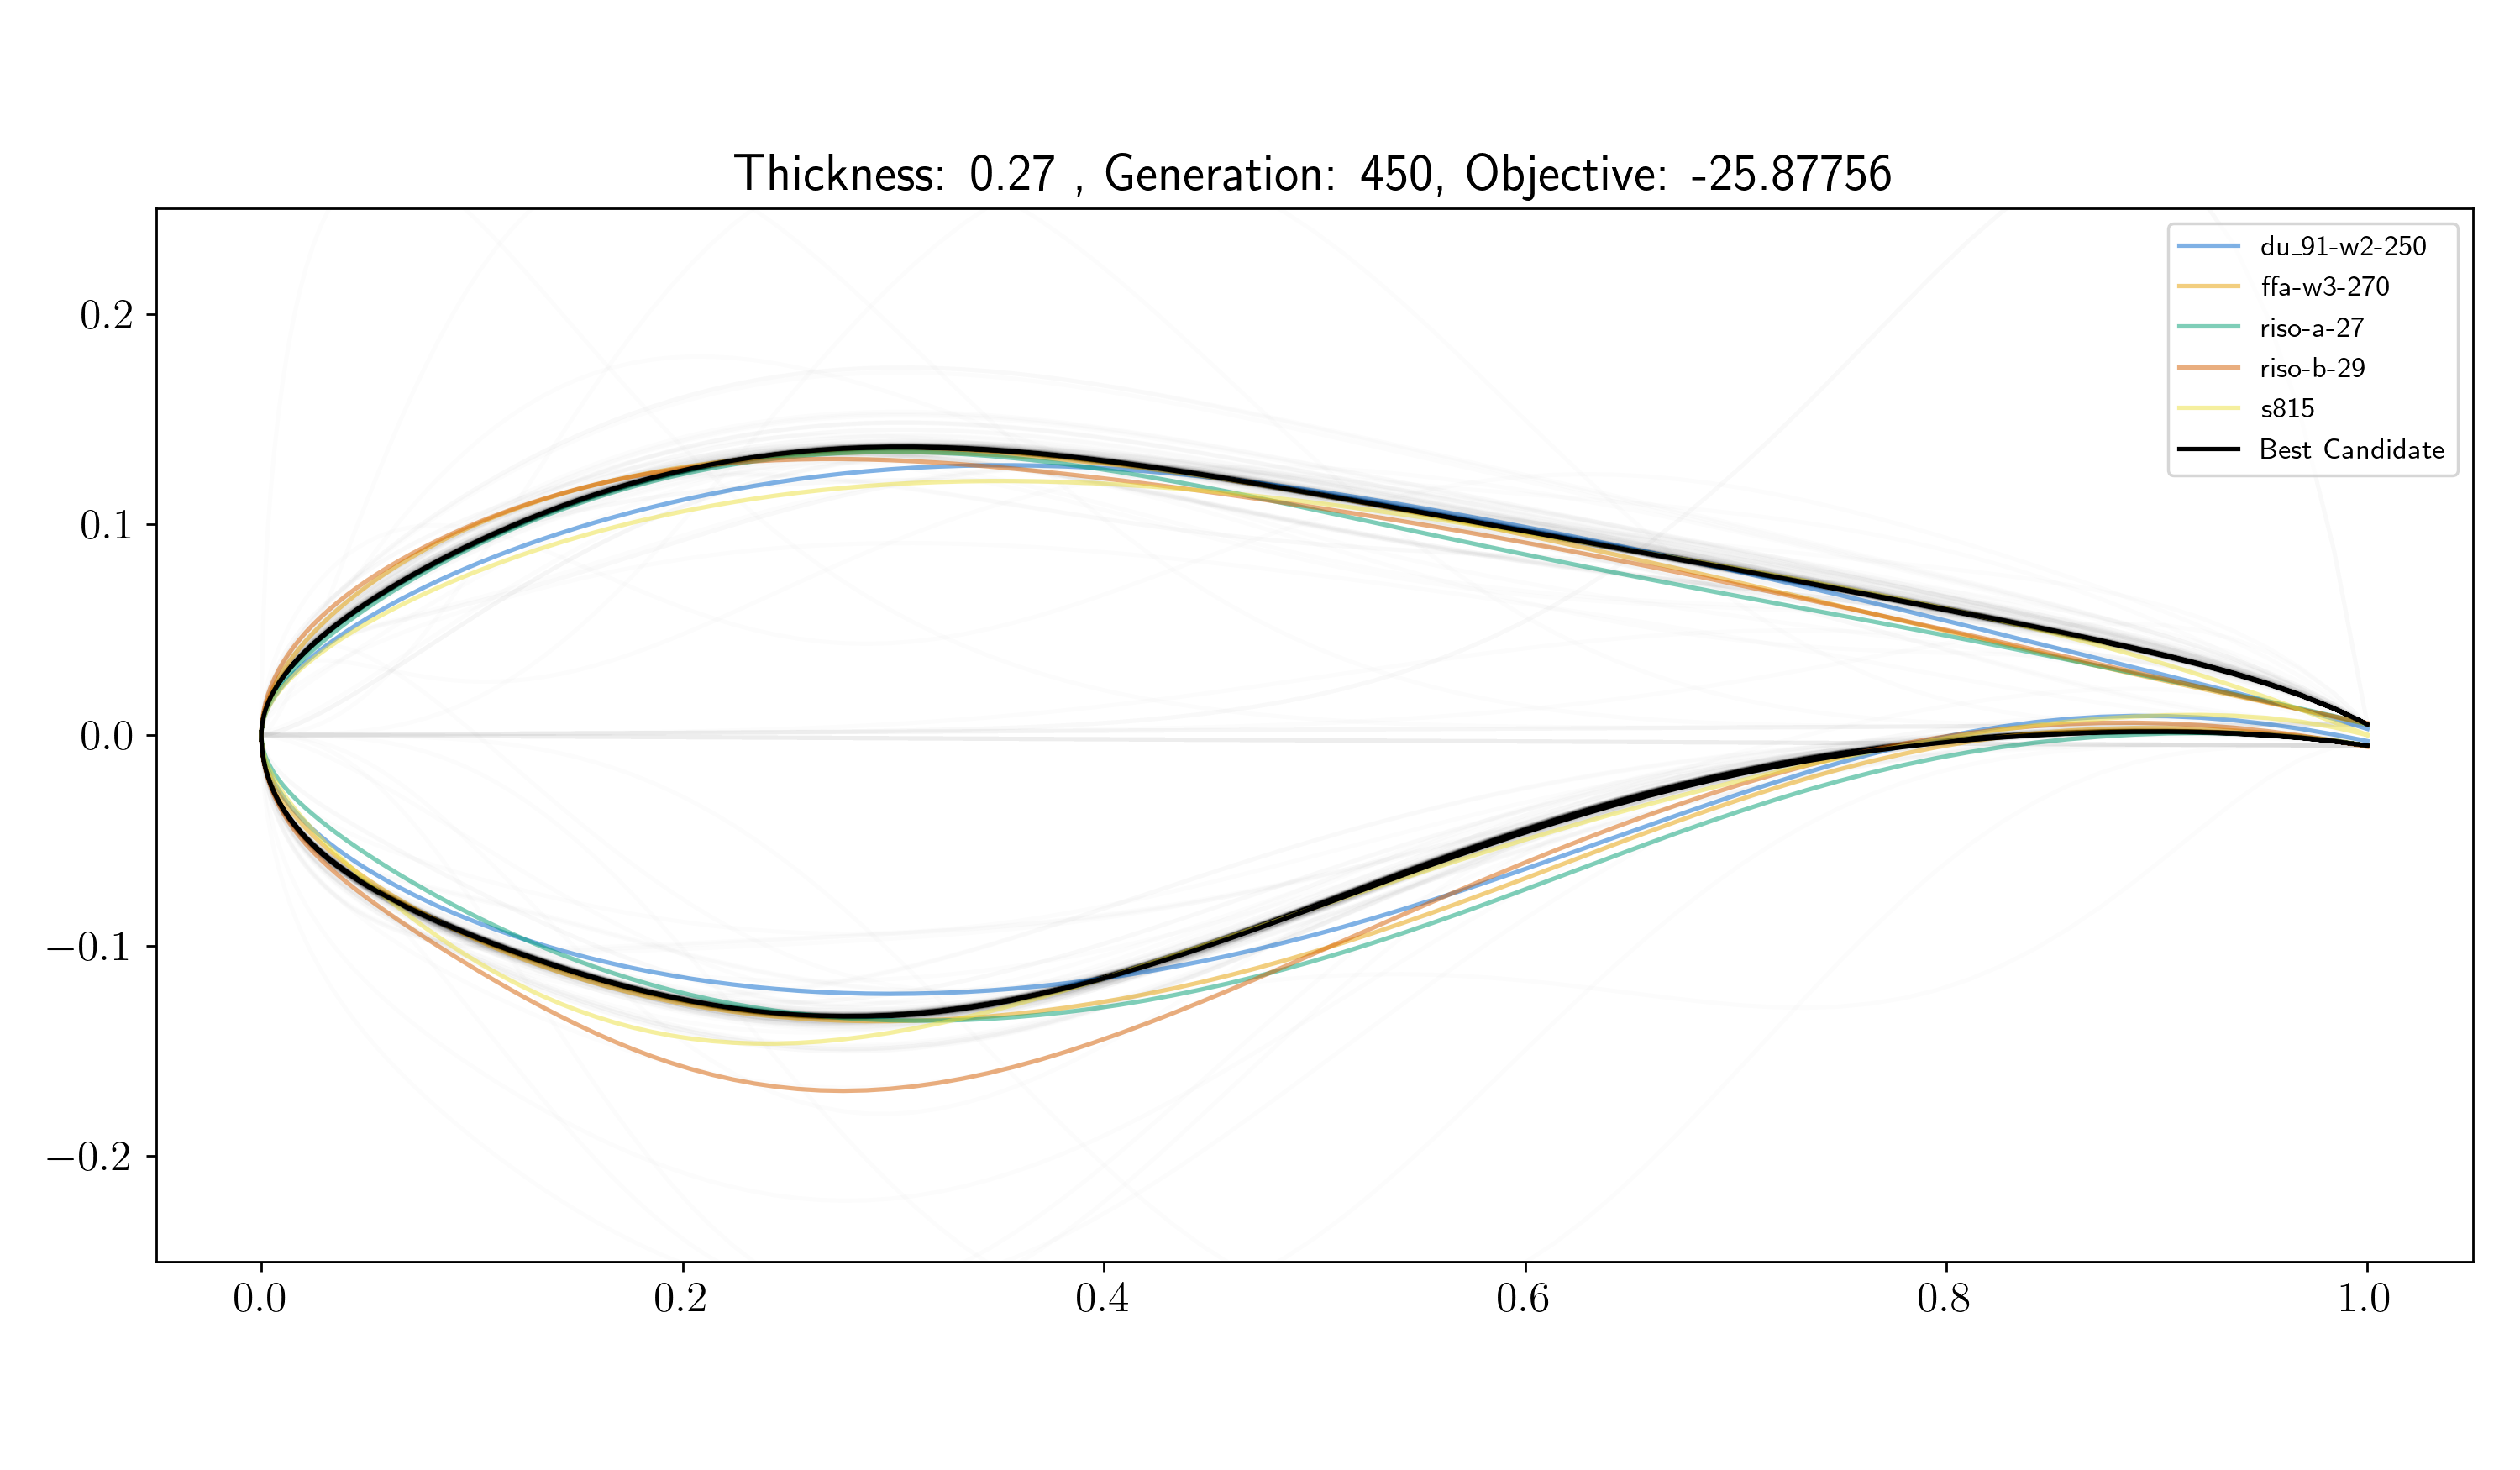 Thickness: 0.27 , Generation: 450, Objective: -25.87756
du_91-w2-250
ffa-w3-270
riso-a-27
riso-b-29
s815
Best Candidate
0.2
0.1
0.0
−0.1
−0.2
0.0 0.2 0.4 0.6 0.8 1.0